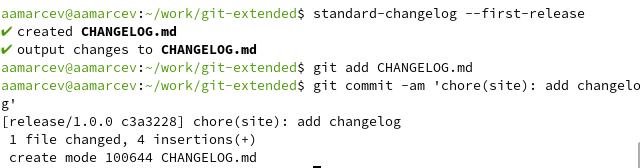 aamarcev@aamarcev:~/work/git-extended$ standard-changelog --first-release
✔ created CHANGELOG.md
✔ output changes to CHANGELOG.md
aamarcev@aamarcev:~/work/git-extended$ git add CHANGELOG.md
aamarcev@aamarcev:~/work/git-extended$ git commit -am 'chore(site): add changelo
g'
[release/1.0.0 c3a3228] chore(site): add changelog
 1 file changed, 4 insertions(+)
 create mode 100644 CHANGELOG.md